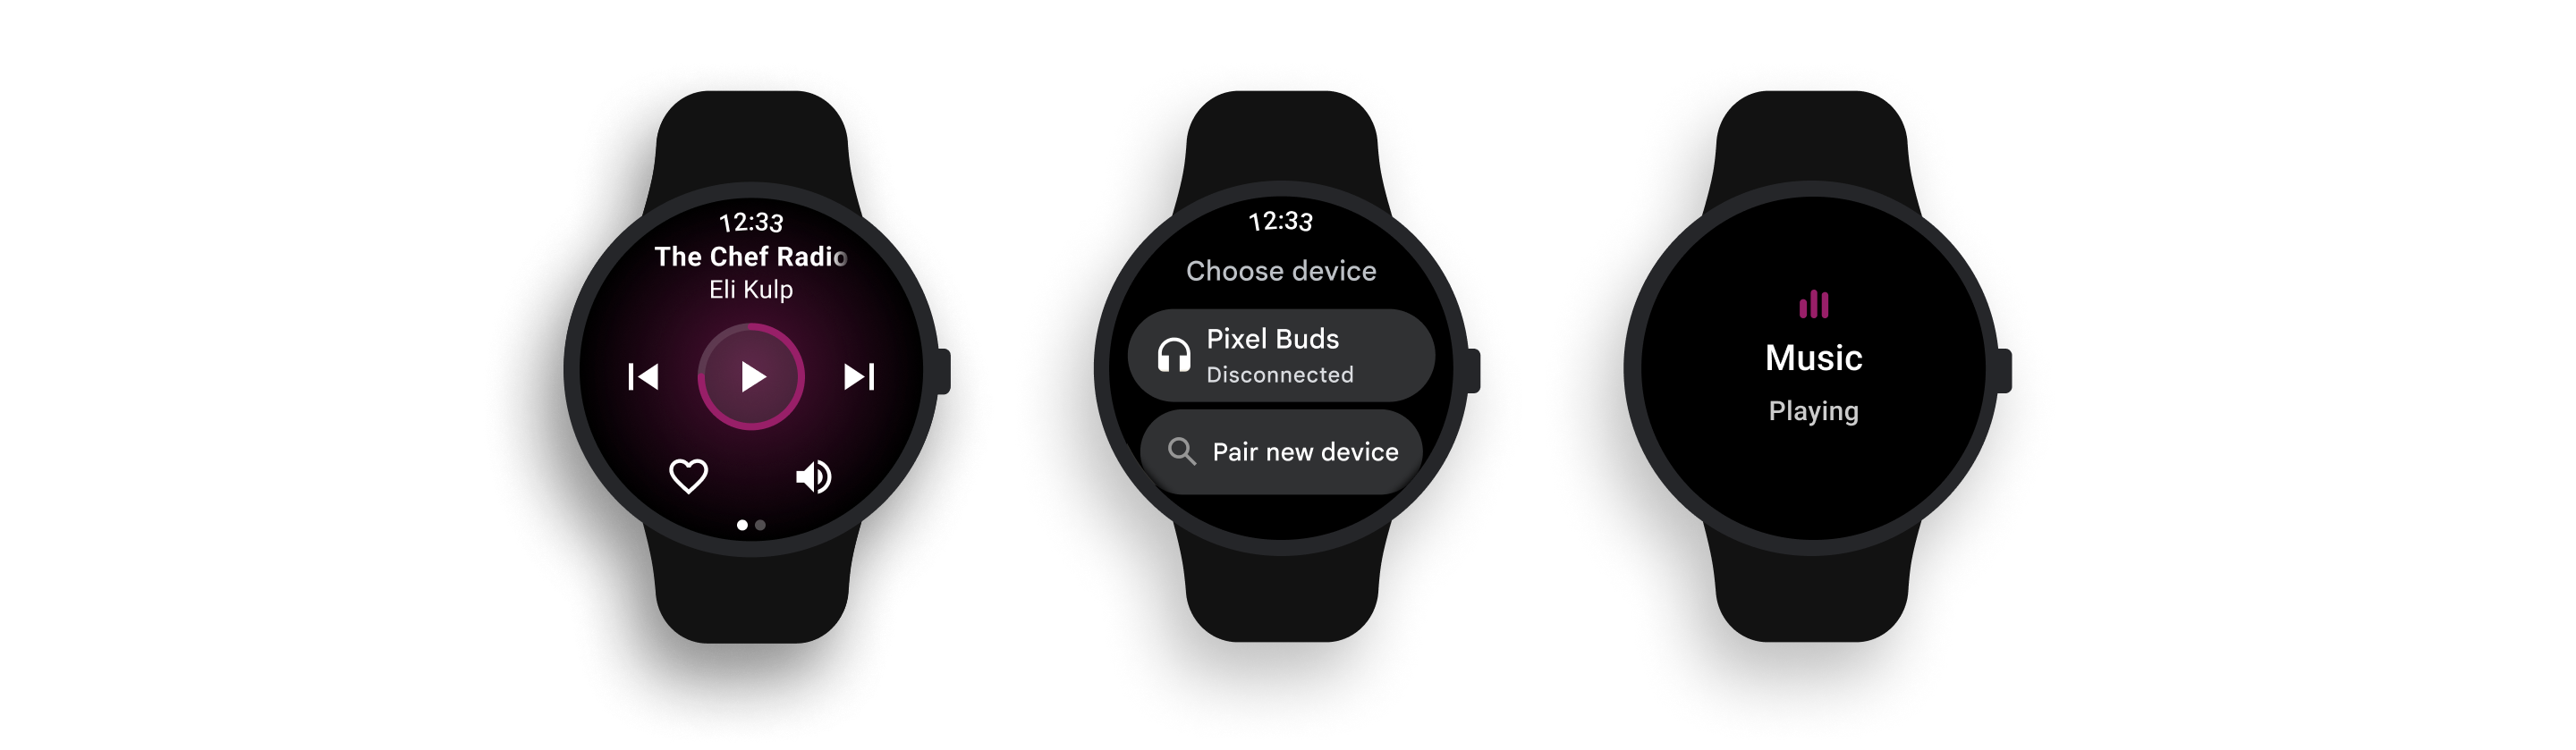 12:33
The Chef Radio
Eli Kulp
12:33
Choose device
Pixel Buds
Disconnected
Pair new device
Music
Playing